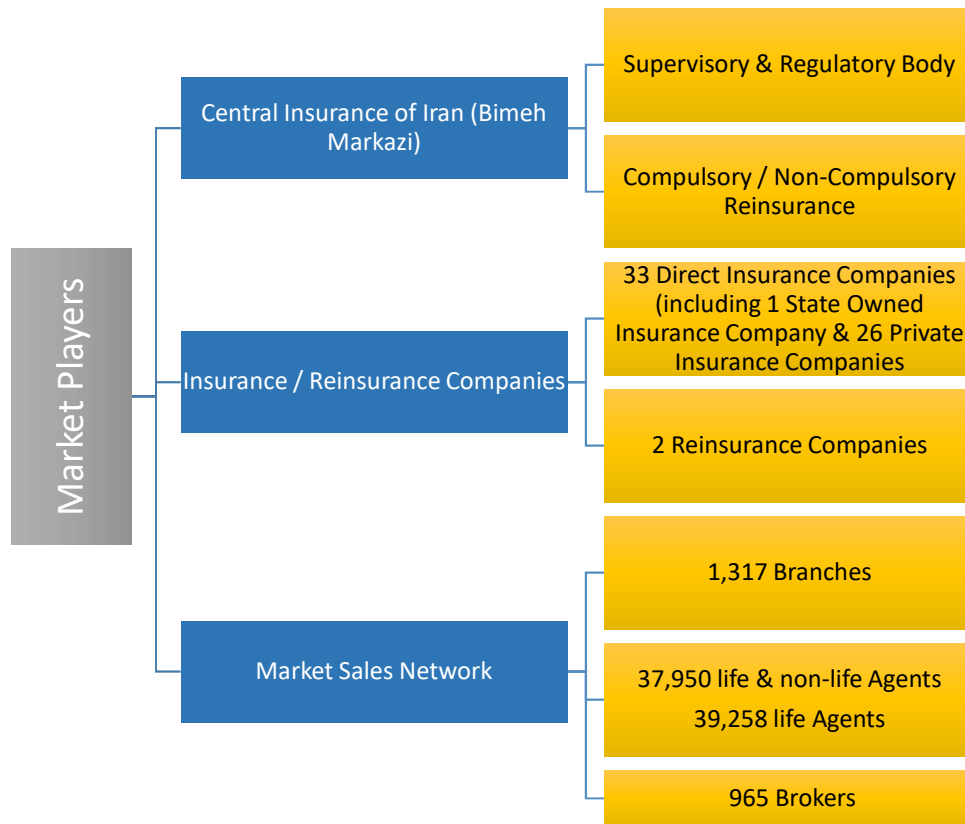 Market Players
Central Insurance of Iran (Bimeh
Markazi)
Supervisory & Regulatory Body
Compulsory / Non-Compulsory
Reinsurance
Insurance / Reinsurance Companies
33 Direct Insurance Companies
(including 1 State Owned
Insurance Company & 26 Private
Insurance Companies
2 Reinsurance Companies
Market Sales Network
1,317 Branches
37,950 life & non-life Agents
39,258 life Agents
965 Brokers